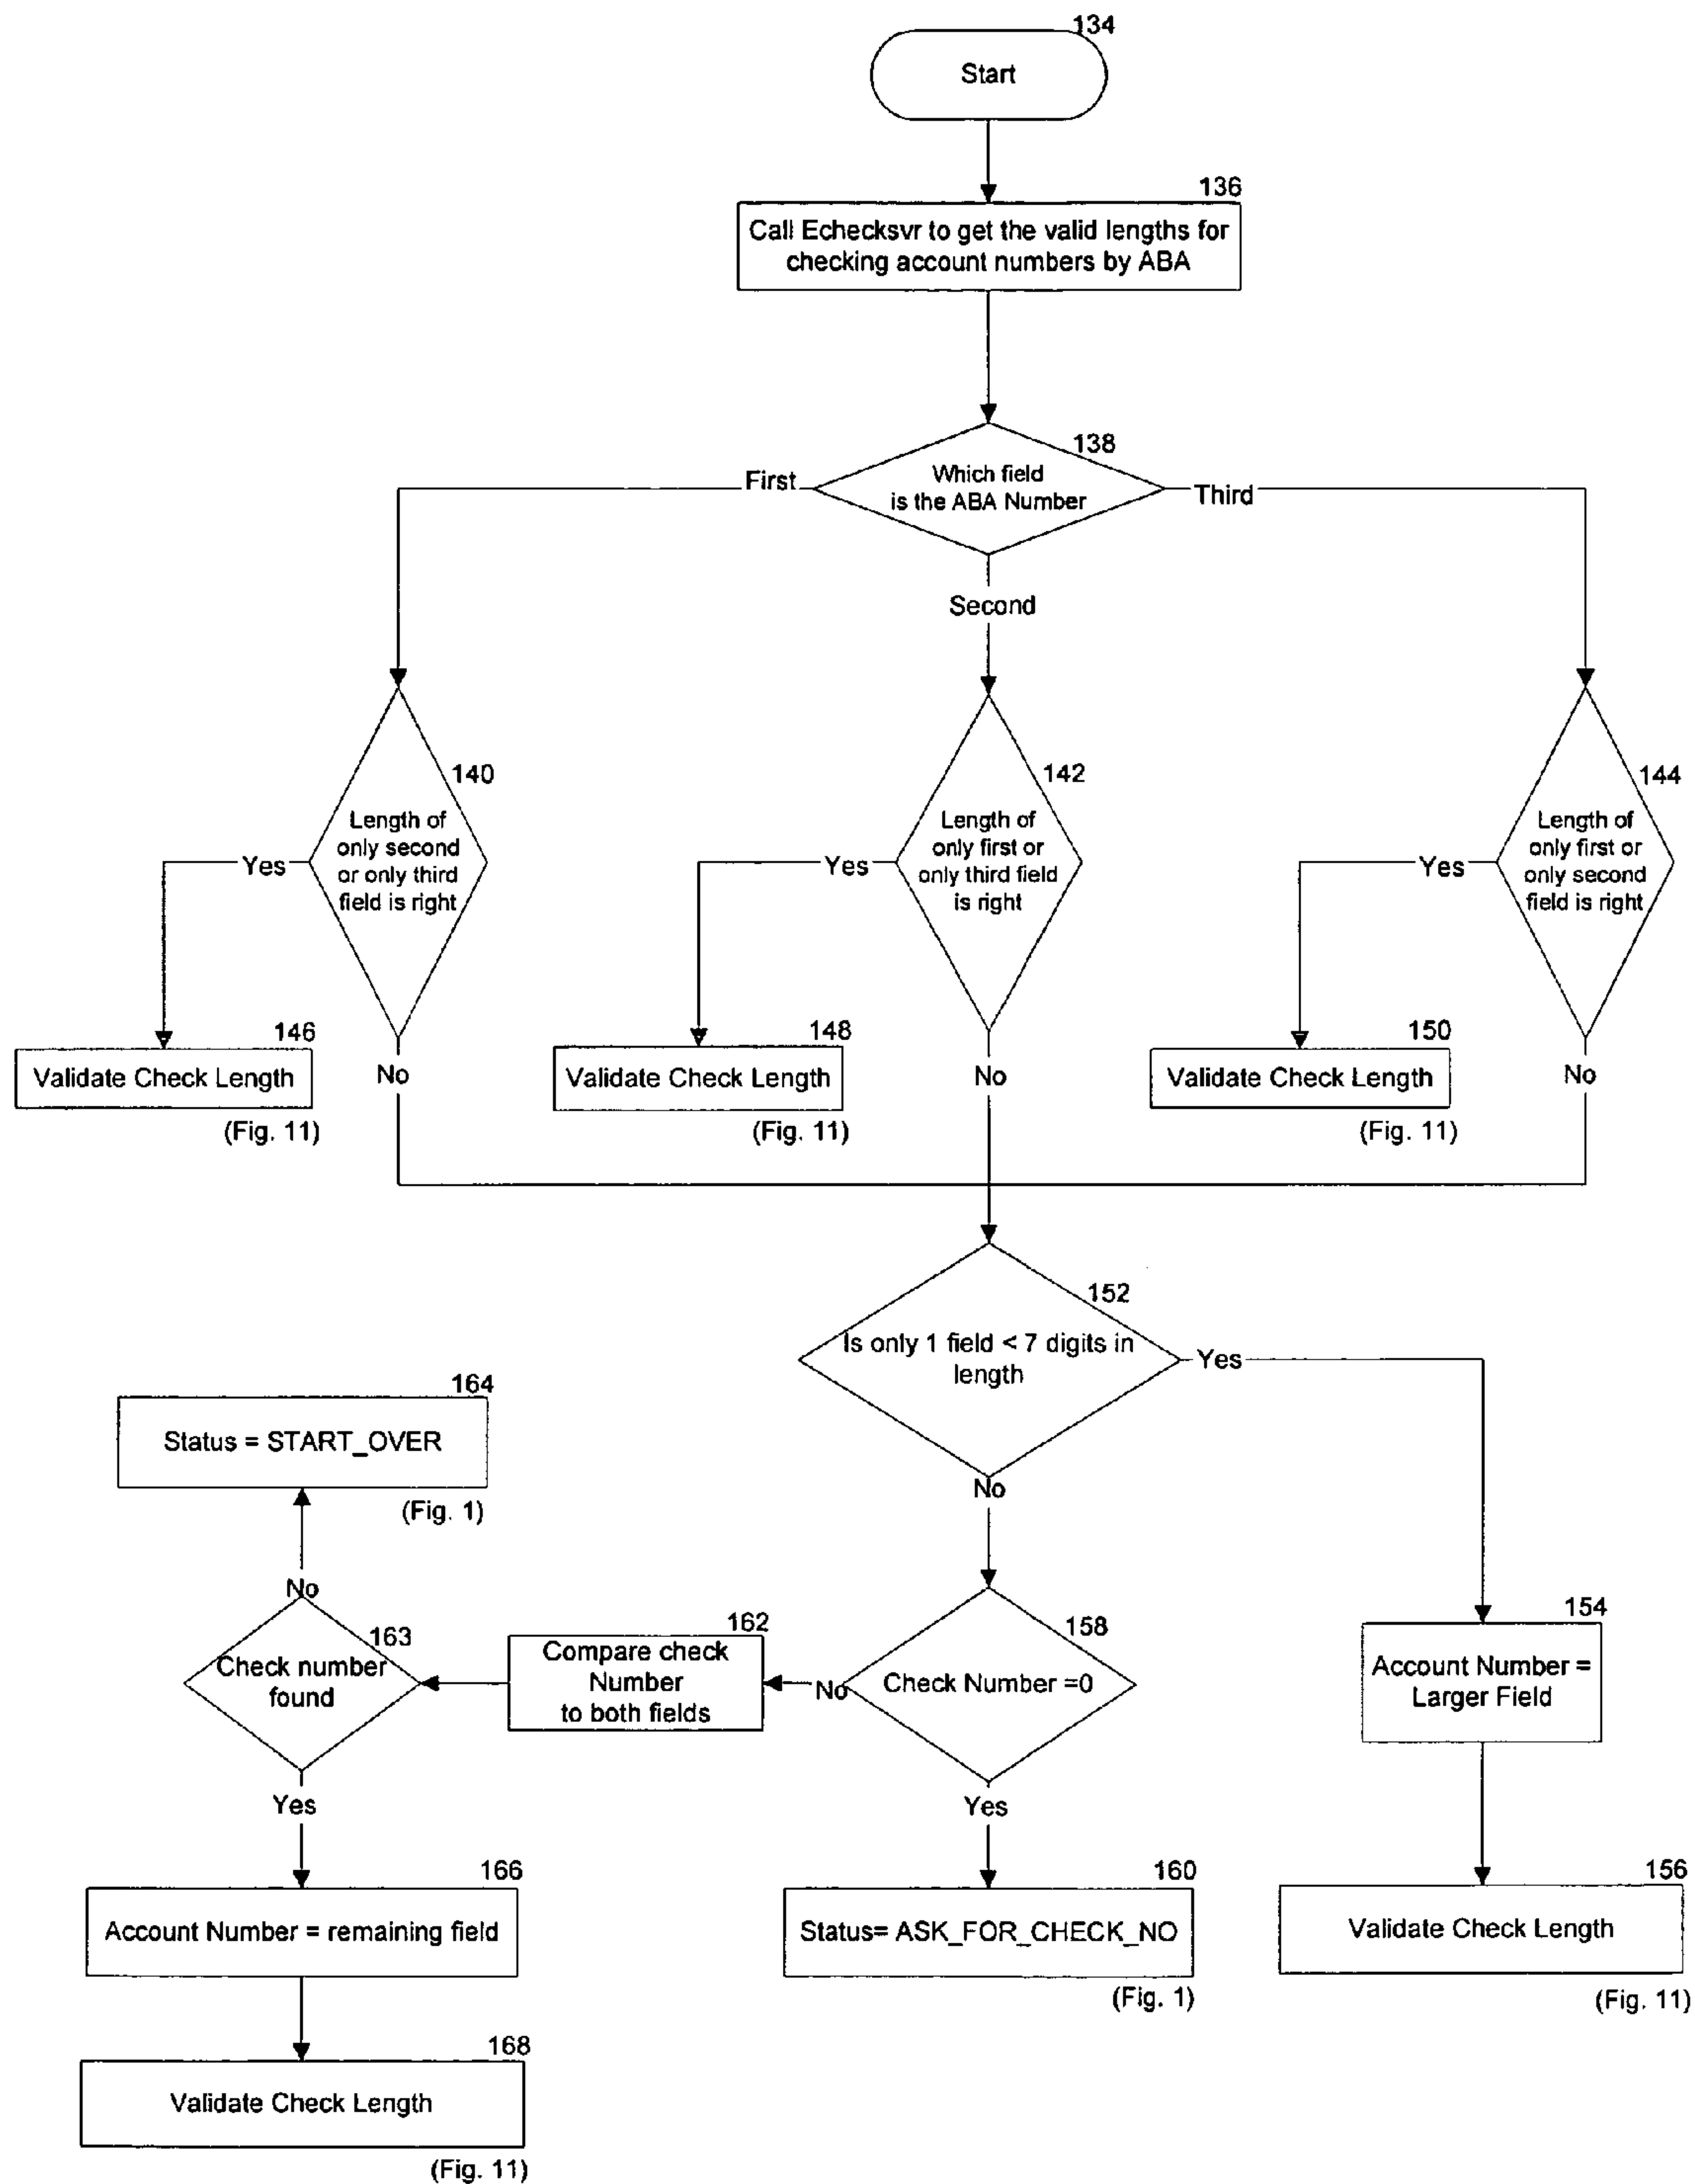 134
Start
136
Call Echecksvr to get the valid lengths for
checking account numbers by ABA
138
Which field
is the ABA Number
First
Third
Second
140
Length of
only second
or only third
field is right
Yes
No
142
Length of
only first or
only third field
is right
Yes
No
144
Length of
only first or
only second
field is right
Yes
No
146
Validate Check Length
(Fig. 11)
148
Validate Check Length
(Fig. 11)
150
Validate Check Length
(Fig. 11)
152
Is only 1 field < 7 digits in
length
Yes
No
164
Status = START_OVER
(Fig. 1)
No
163
Check number
found
Yes
162
Compare check
Number
to both fields
158
Check Number =0
No
Yes
154
Account Number =
Larger Field
166
Account Number = remaining field
160
Status= ASK_FOR_CHECK_NO
(Fig. 1)
156
Validate Check Length
(Fig. 11)
168
Validate Check Length
(Fig. 11)